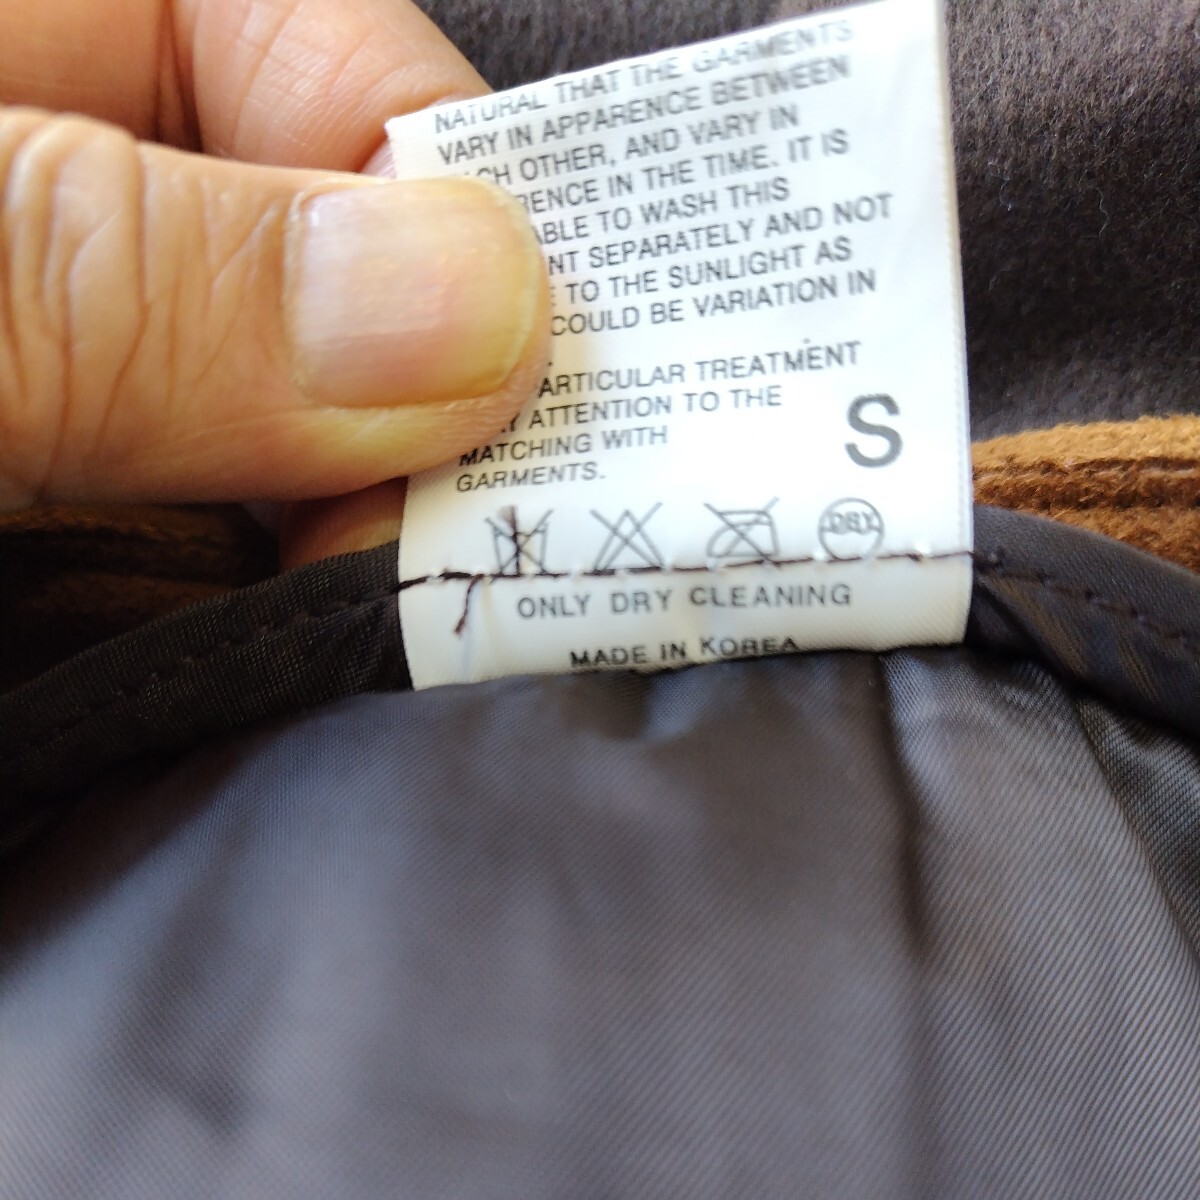 NATURAL THAT THE GARMENTS
VARY IN APPARENCE BETWEEN
OTHER, AND VARY IN
IN THE TIME. IT IS
TO WASH THIS
SEPARATELY AND NOT
TO THE SUNLIGHT AS
COULD BE VARIATION IN
ARTICULAR TREATMENT
ATTENTION TO THE
MATCHING WITH
GARMENTS.
S
DRY
ONLY DRY CLEANING
MADE IN KOREA